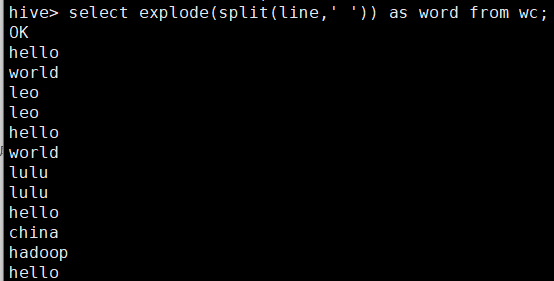 hive> select explode(split(line,' ')) as word from wc;
OK
hello
world
leo
leo
hello
world
lulu
lulu
hello
china
hadoop
hello